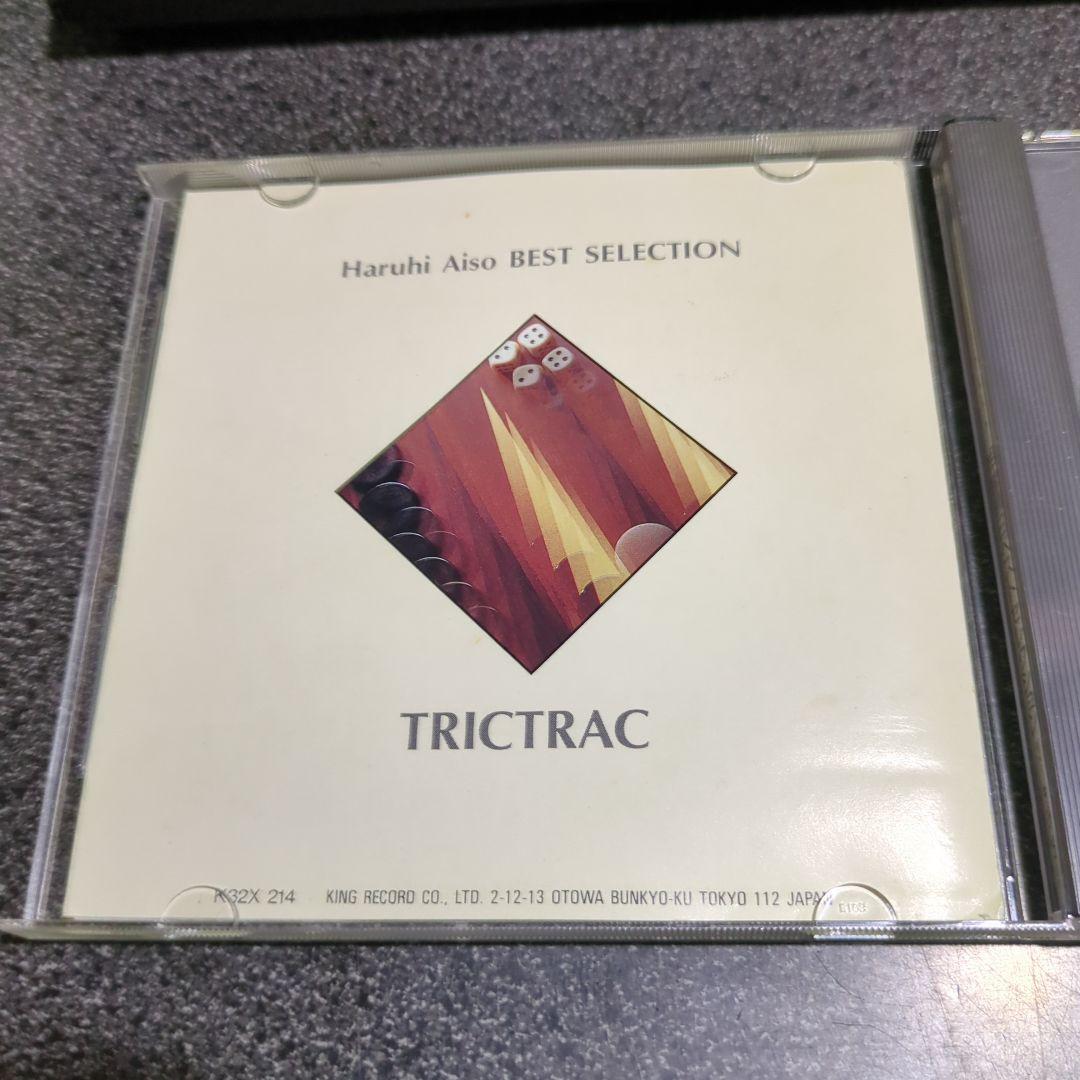 Haruhi Aiso BEST SELECTION
TRICTRAC
K32X 214 KING RECORD CO., LTD. 2-12-13 OTOWA BUNKYO-KU TOKYO 112 JAPAN